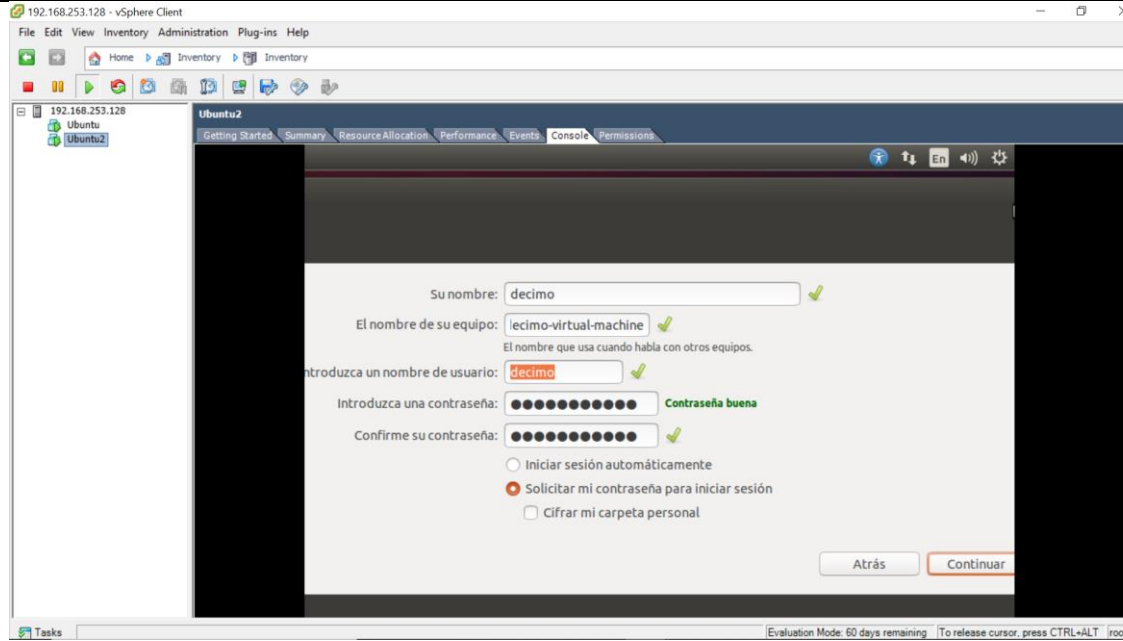 192.168.253.128 - vSphere Client
File Edit View Inventory Administration Plug-ins Help
Home Inventory Inventory
192.168.253.128
Ubuntu
Ubuntu2
Ubuntu2
Getting Started Summary Resource Allocation Performance Events Console Permissions
En
Su nombre: decimo
El nombre de su equipo: lecimo-virtual-machine
El nombre que usa cuando habla con otros equipos.
ntroduzca un nombre de usuario: decimo
Introduzca una contraseña: ●●●●●●●●●●● Contraseña buena
Confirme su contraseña: ●●●●●●●●●●●
Iniciar sesión automáticamente
Solicitar mi contraseña para iniciar sesión
Cifrar mi carpeta personal
Atrás Continuar
Tasks Evaluation Mode: 60 days remaining To release cursor, press CTRL+ALT roo